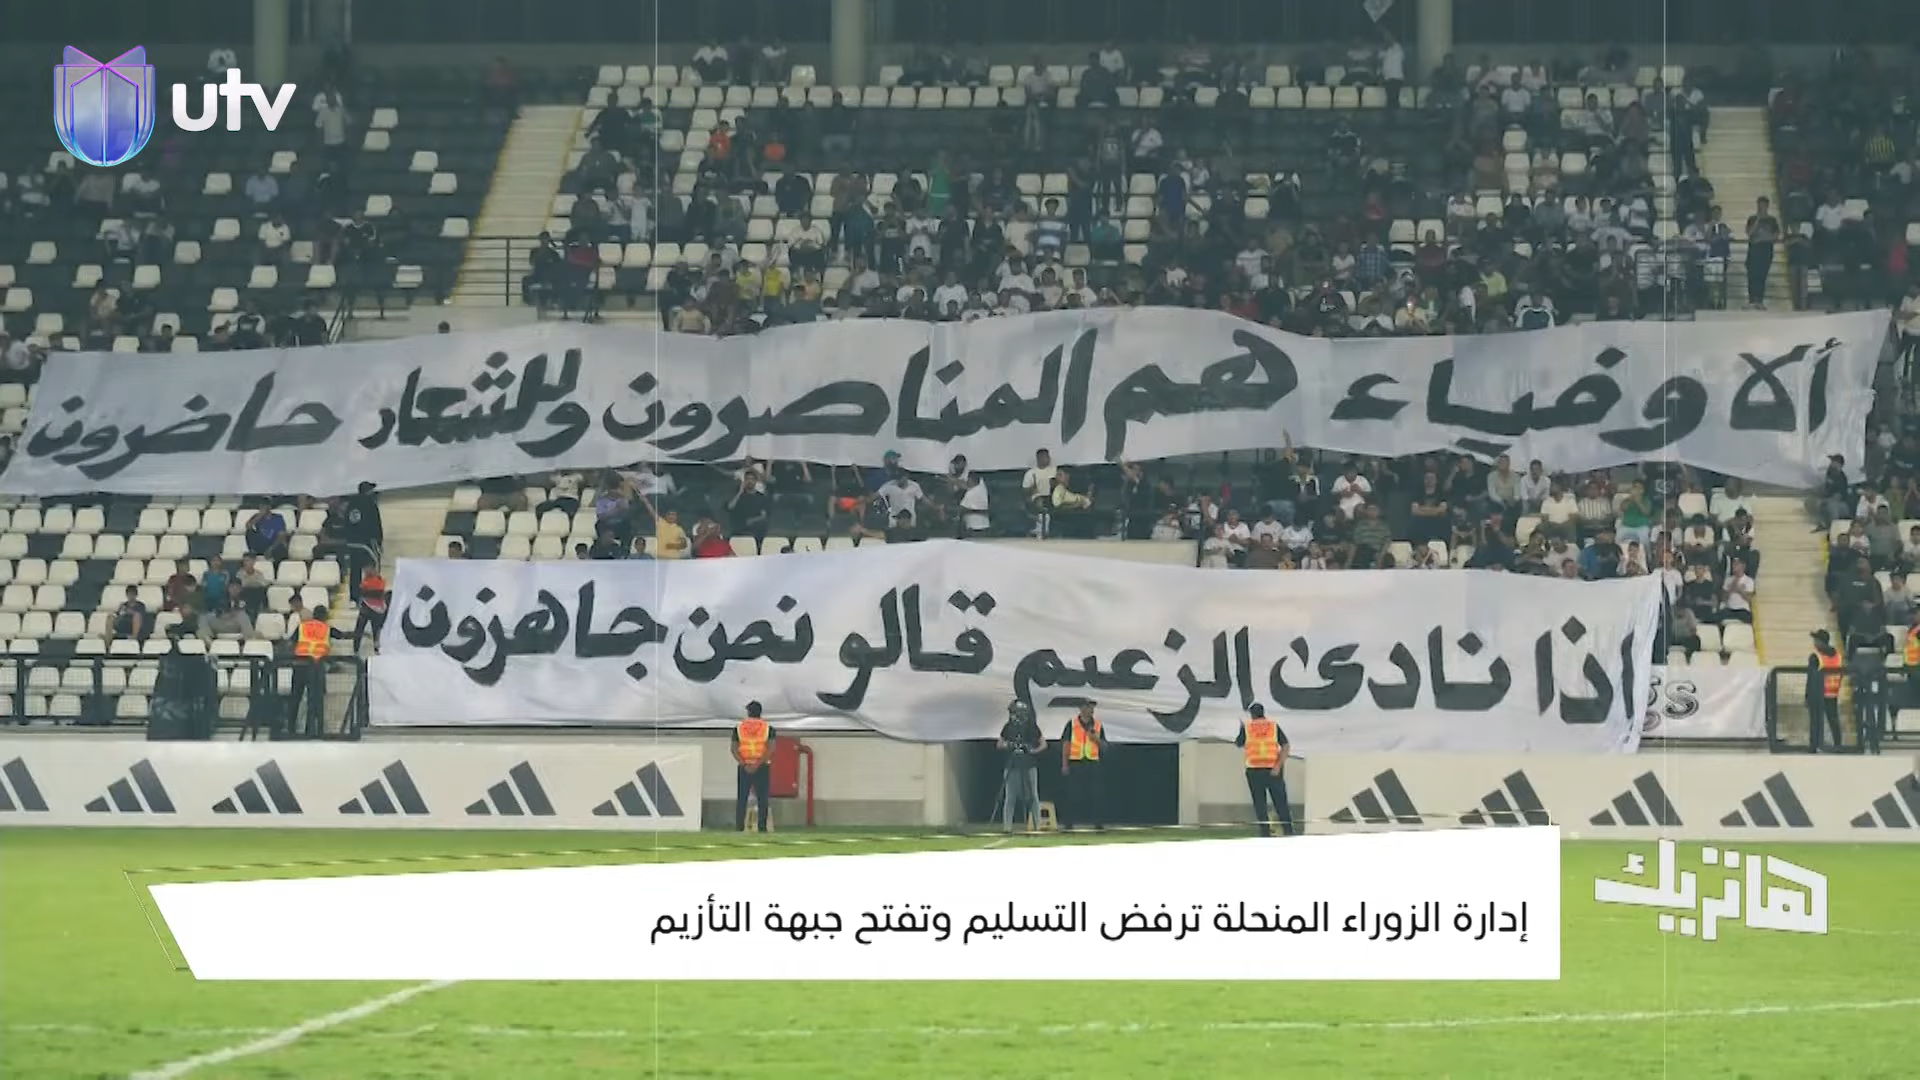 utv
ألاوفياء هم المناصرون وللشعار حاضرون
اذا نادى الزعيم قالو نحن جاهزون
إدارة الزوراء المنحلة ترفض التسليم وتفتح جبهة التأزيم
هاتريك